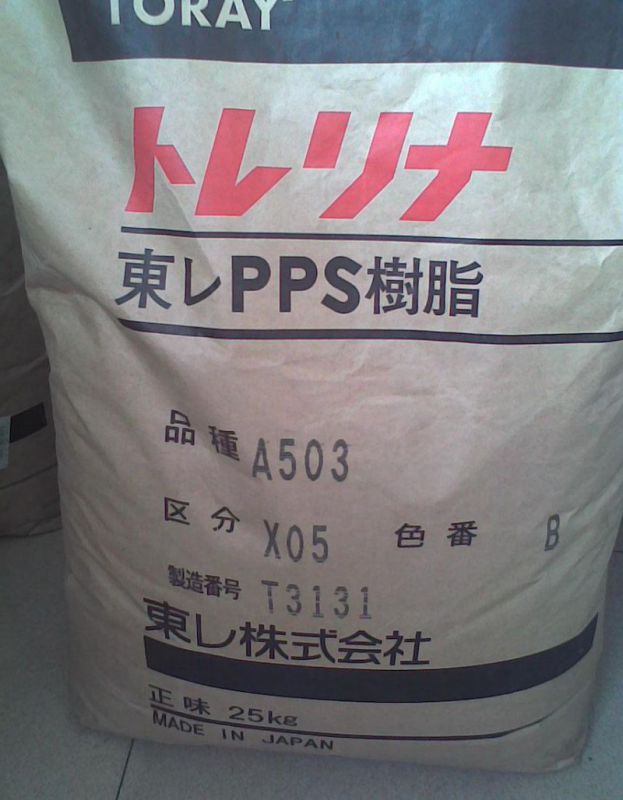 TORAY
トレリナ
東レPPS樹脂
品種 A503
区分 X05 色番 B
製造番号 T3131
東レ株式会社
正味 25kg
MADE IN JAPAN